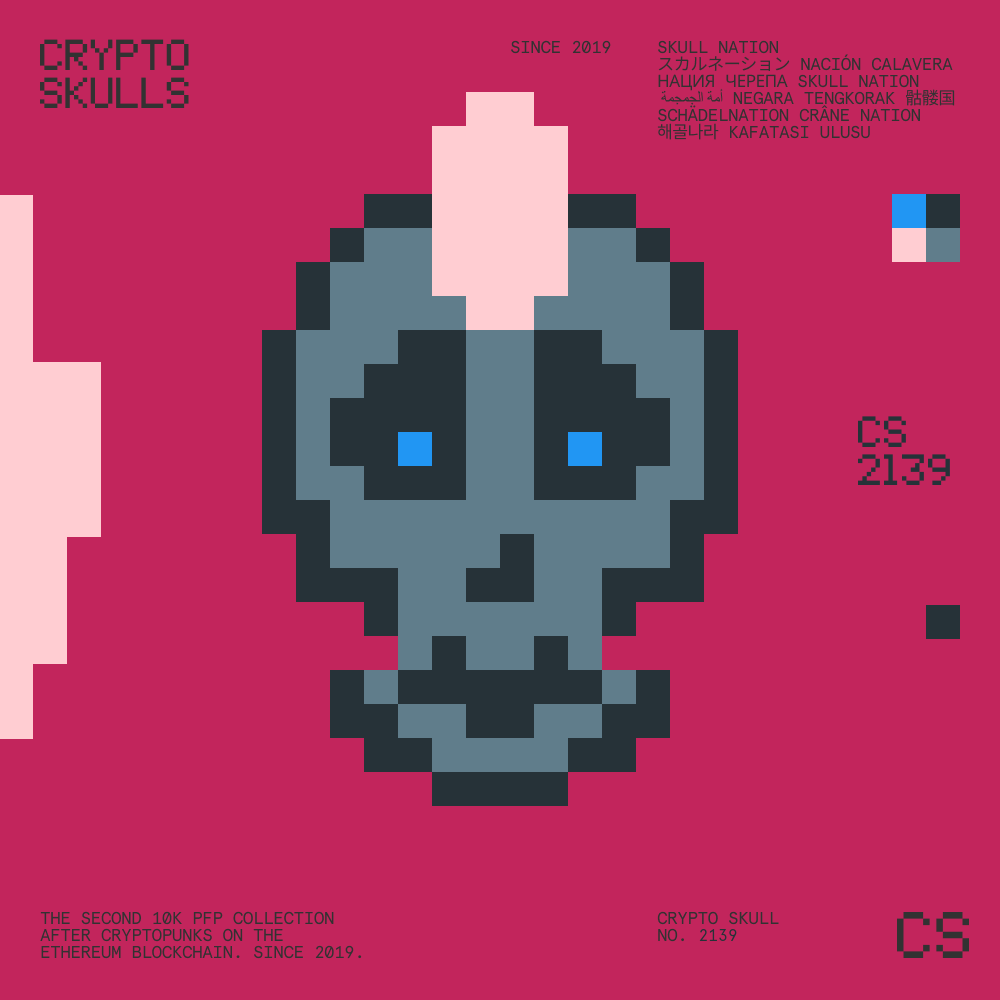 CRYPTO
SKULLS
SINCE 2019
SKULL NATION
スカルネーション NACIÓN CALAVERA
НАЦИЯ ЧЕРЕПА SKULL NATION
أمة الجمجمة NEGARA TENGKORAK 骷髅国
SCHÄDELNATION CRÂNE NATION
해골나라 KAFATASI ULUSU
CS
2139
THE SECOND 10K PFP COLLECTION
AFTER CRYPTOPUNKS ON THE
ETHEREUM BLOCKCHAIN. SINCE 2019.
CRYPTO SKULL
NO. 2139
CS